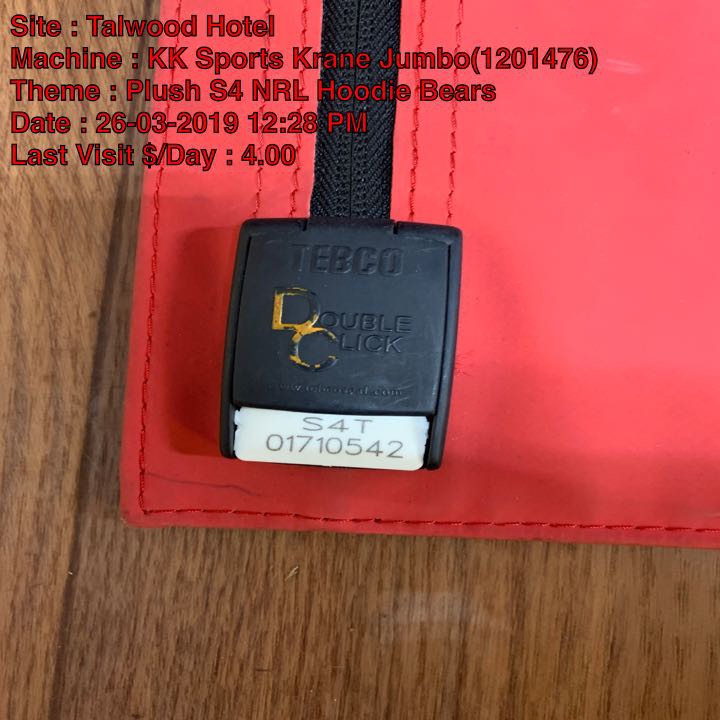 Site : Talwood Hotel
Machine : KK Sports Krane Jumbo(1201476)
Theme : Plush S4 NRL Hoodie Bears
Date : 26-03-2019 12:28 PM
Last Visit $/Day : 4.00
TEBCO
DOUBLE
CLICK
S4T
01710542